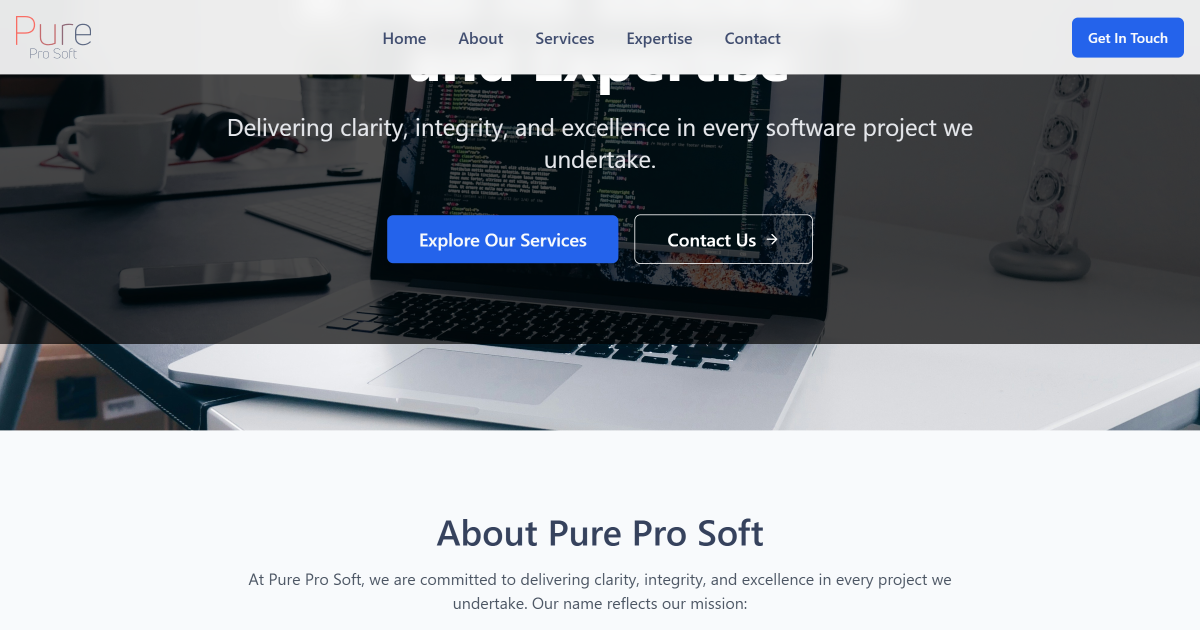 Pure
Pro Soft
Home
About
Services
Expertise
Contact
Get In Touch
and Expertise
Delivering clarity, integrity, and excellence in every software project we
undertake.
Explore Our Services
Contact Us →
About Pure Pro Soft
At Pure Pro Soft, we are committed to delivering clarity, integrity, and excellence in every project we
undertake. Our name reflects our mission: